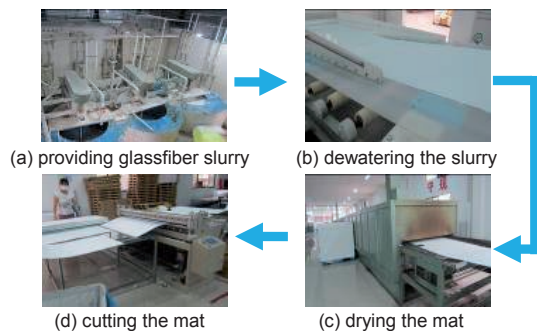 (a) providing glassfiber slurry
(b) dewatering the slurry
(d) cutting the mat
(c) drying the mat